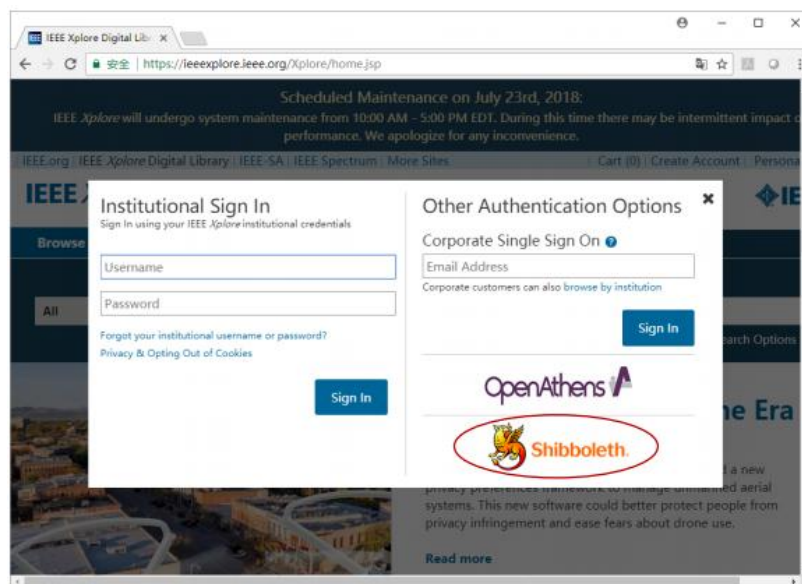 IEEE Xplore Digital Lib
安全 | https://ieeexplore.ieee.org/Xplore/home.jsp
Scheduled Maintenance on July 23rd, 2018:
IEEE Xplore will undergo system maintenance from 10:00 AM - 5:00 PM EDT. During this time there may be intermittent impact o
performance. We apologize for any inconvenience.
IEEE.org | IEEE Xplore Digital Library | IEEE-SA | IEEE Spectrum | More Sites
Cart (0) | Create Account | Persona
IEEE
IE
Browse
All
earch Options
Institutional Sign In
Sign In using your IEEE Xplore institutional credentials
Username
Password
Forgot your institutional username or password?
Privacy & Opting Out of Cookies
Sign In
Other Authentication Options
Corporate Single Sign On
Email Address
Corporate customers can also browse by institution
Sign In
OpenAthens
Shibboleth.
ne Era
d a new
privacy preferences framework to manage unmanned aerial
systems. This new software could better protect people from
privacy infringement and ease fears about drone use.
Read more